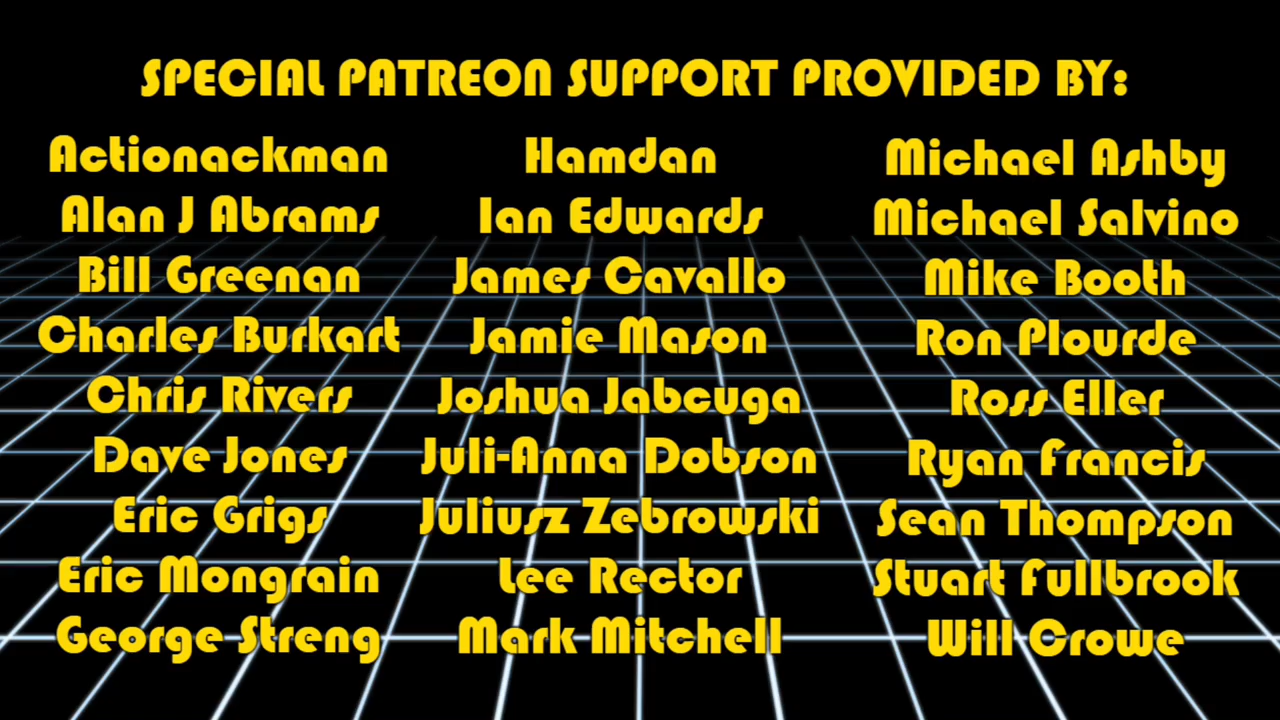 SPECIAL PATREON SUPPORT PROVIDED BY:
Actionackman
Alan J Abrams
Bill Greenan
Charles Burkart
Chris Rivers
Dave Jones
Eric Grigs
Eric Mongrain
George Streng
Hamdan
Ian Edwards
James Cavallo
Jamie Mason
Joshua Jabcuga
Juli-Anna Dobson
Juliusz Zebrowski
Lee Rector
Mark Mitchell
Michael Ashby
Michael Salvino
Mike Booth
Ron Plourde
Ross Eller
Ryan Francis
Sean Thompson
Stuart Fullbrook
Will Crowe